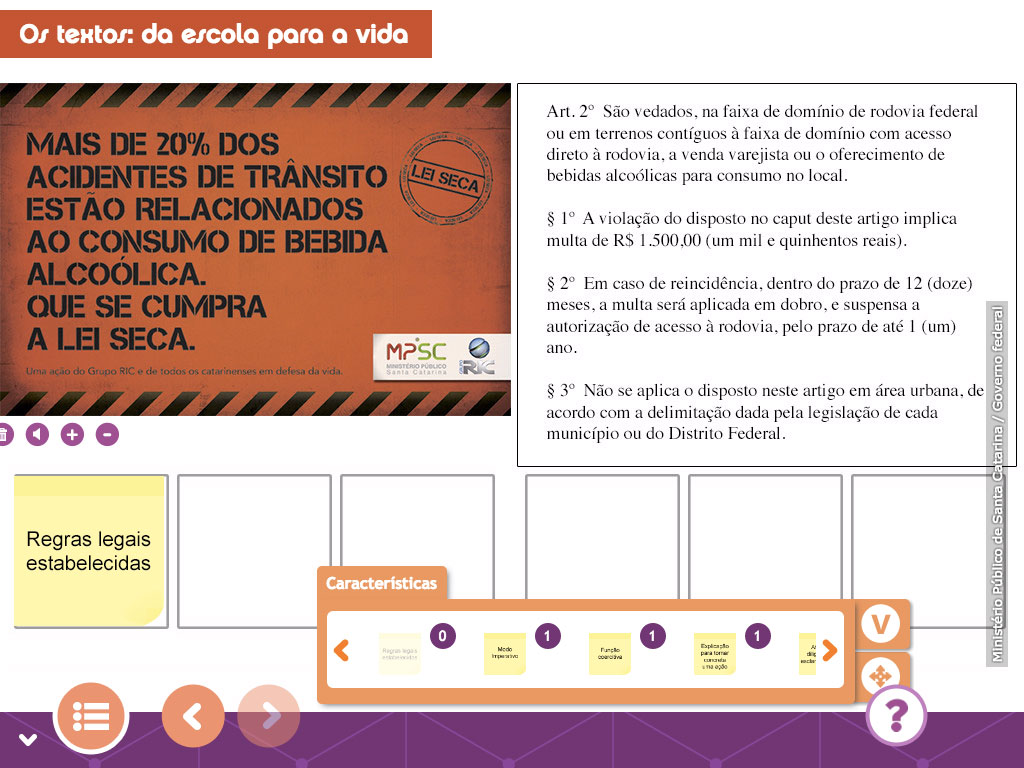 Os textos: da escola para a vida
MAIS DE 20% DOS
ACIDENTES DE TRÂNSITO
ESTÃO RELACIONADOS
AO CONSUMO DE BEBIDA
ALCOÓLICA.
QUE SE CUMPRA
A LEI SECA.
LEI SECA
Uma ação do Grupo RIC e de todos os catarinenses em defesa da vida.
MPSC
MINISTÉRIO PÚBLICO
Santa Catarina
RIC
Art. 2º São vedados, na faixa de domínio de rodovia federal
ou em terrenos contíguos à faixa de domínio com acesso
direto à rodovia, a venda varejista ou o oferecimento de
bebidas alcoólicas para consumo no local.
§ 1º A violação do disposto no caput deste artigo implica
multa de R$ 1.500,00 (um mil e quinhentos reais).
§ 2º Em caso de reincidência, dentro do prazo de 12 (doze)
meses, a multa será aplicada em dobro, e suspensa a
autorização de acesso à rodovia, pelo prazo de até 1 (um)
ano.
§ 3º Não se aplica o disposto neste artigo em área urbana, de
acordo com a delimitação dada pela legislação de cada
município ou do Distrito Federal.
Ministério Público de Santa Catarina / Governo federal
Regras legais
estabelecidas
Características
Regras legais
estabelecidas
0
Modo
imperativo
1
Função
coercitiva
1
Explicação
para tornar
concreta
uma ação
1
V
?